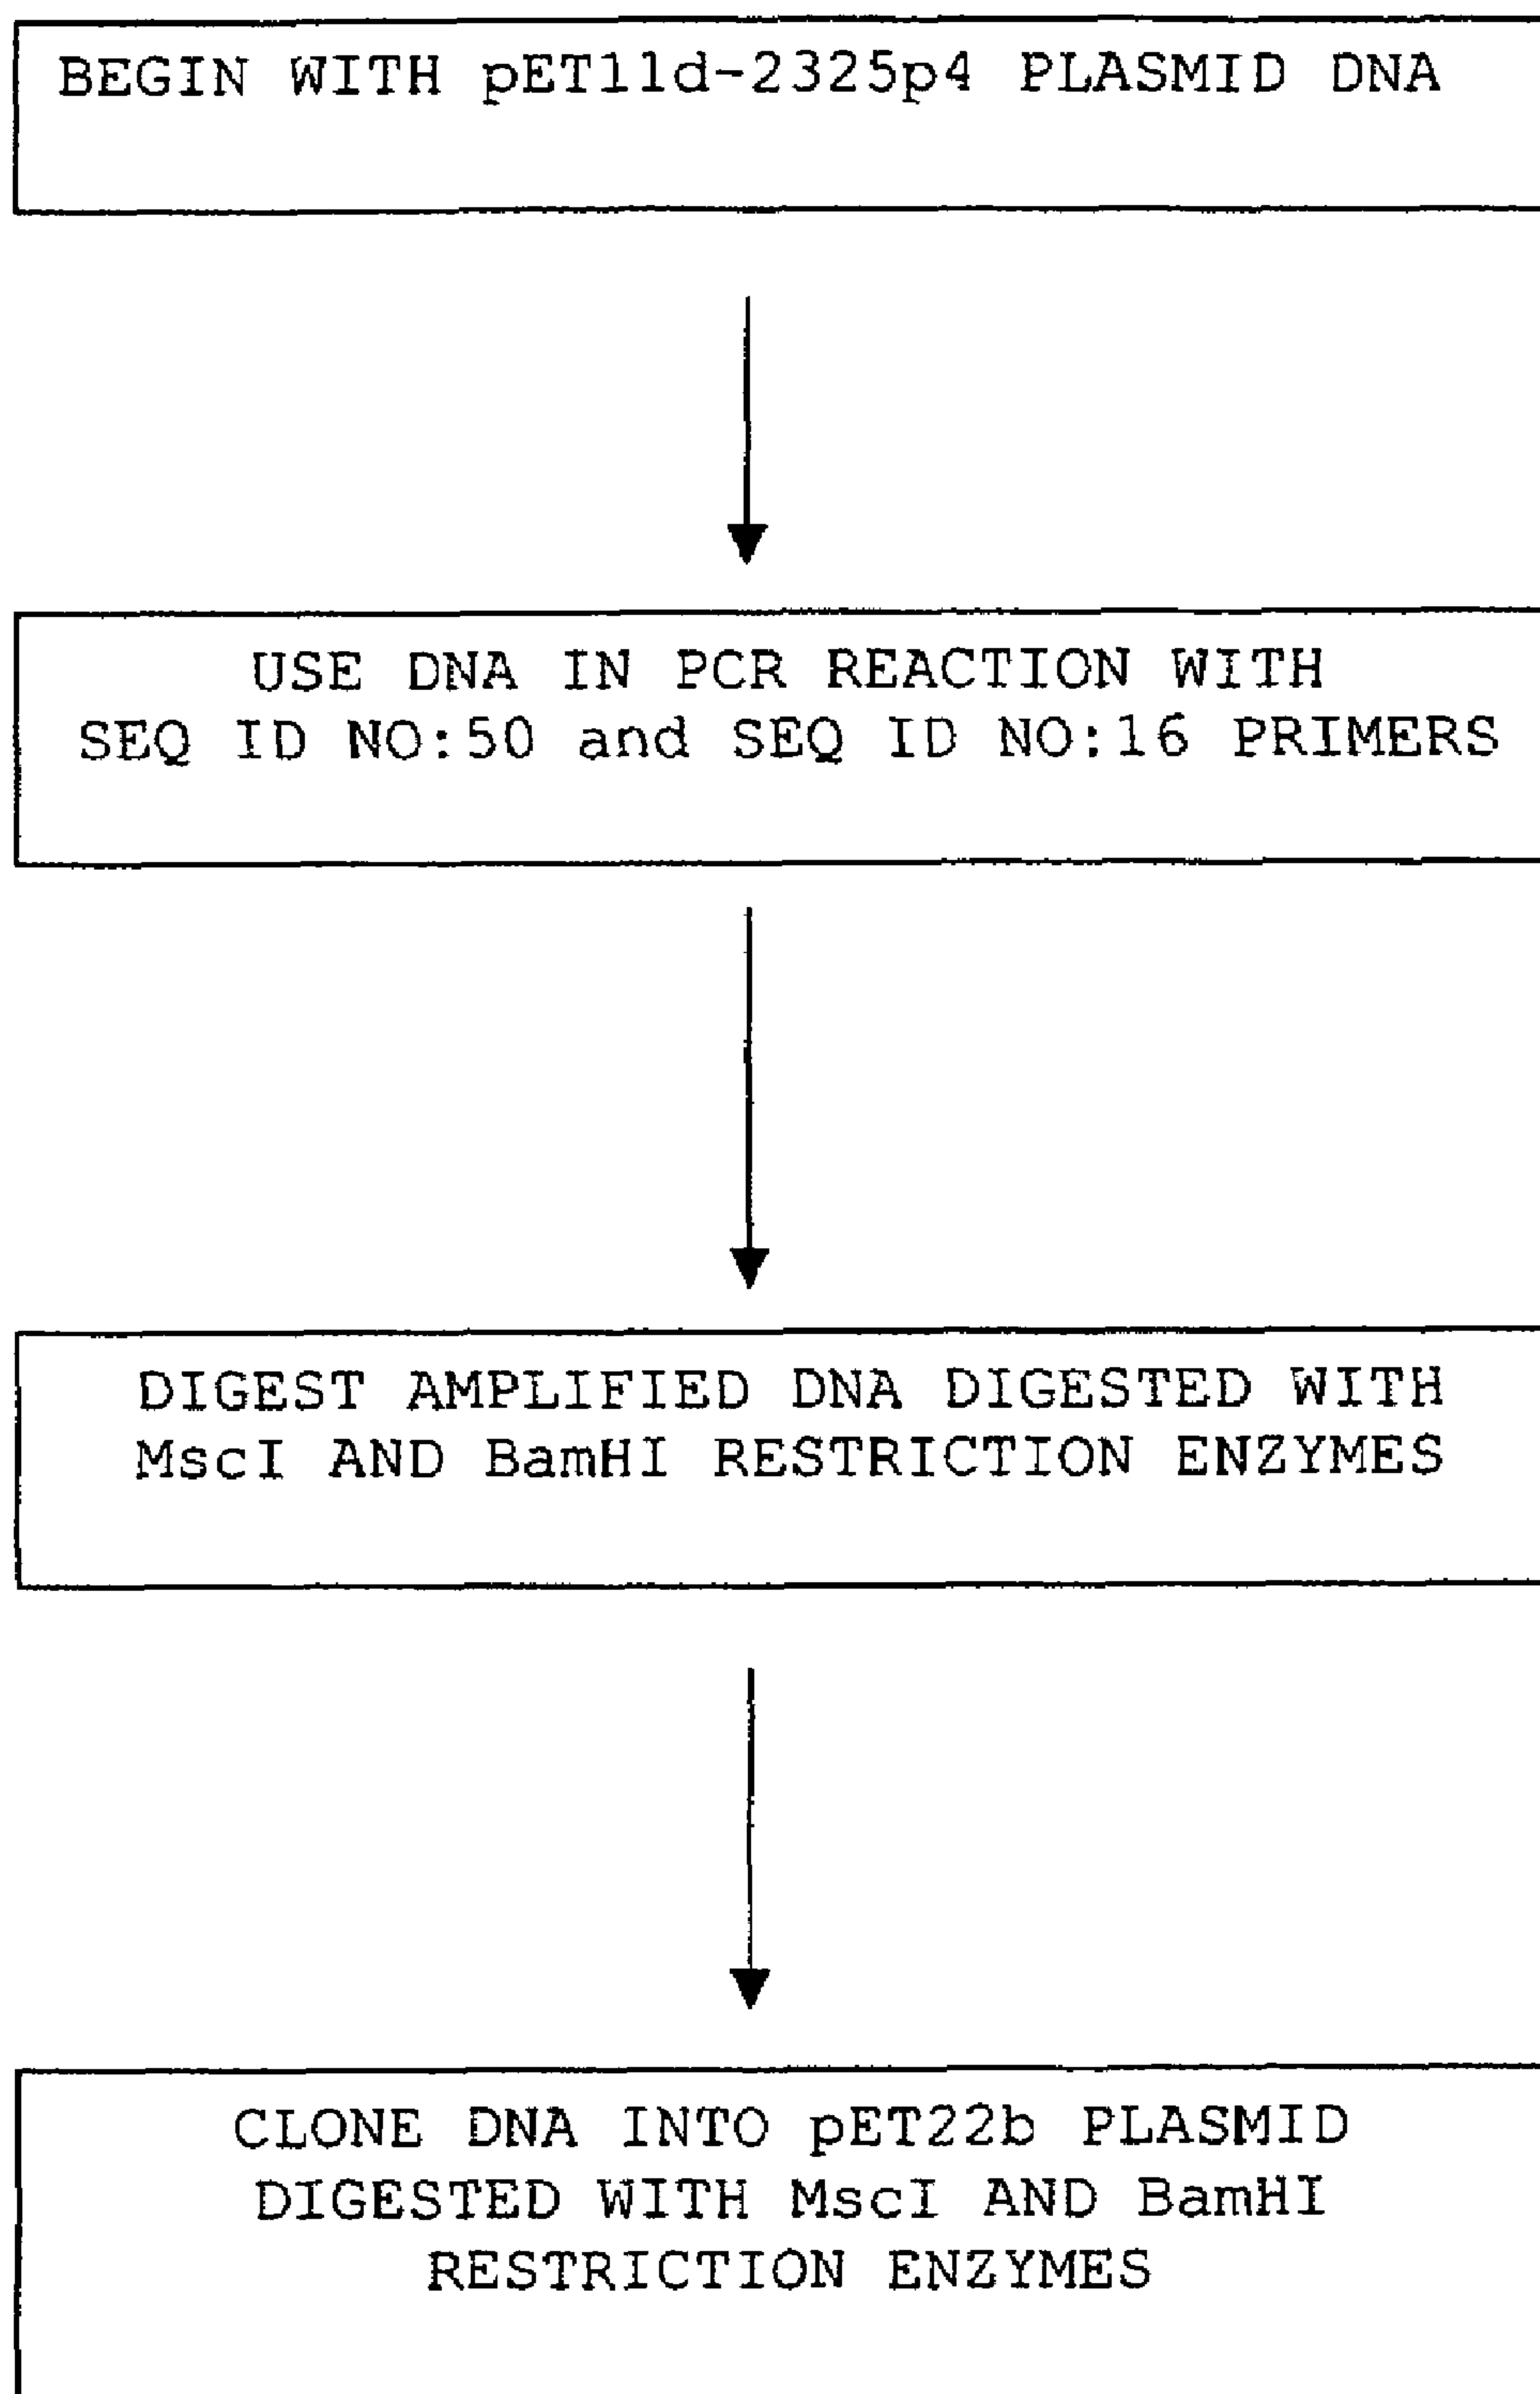 BEGIN WITH pET11d-2325p4 PLASMID DNA
USE DNA IN PCR REACTION WITH
SEQ ID NO:50 and SEQ ID NO:16 PRIMERS
DIGEST AMPLIFIED DNA DIGESTED WITH
MscI AND BamHI RESTRICTION ENZYMES
CLONE DNA INTO pET22b PLASMID
DIGESTED WITH MscI AND BamHI
RESTRICTION ENZYMES